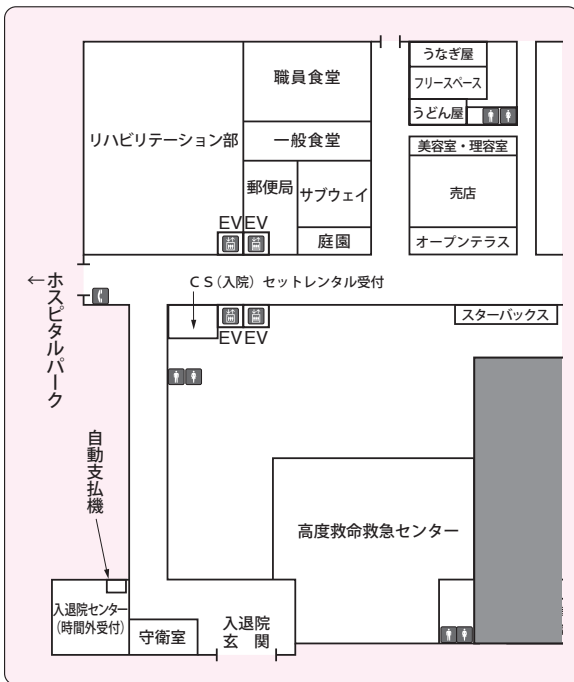 うなぎ屋
職員食堂
フリースペース
うどん屋
リハビリテーション部
一般食堂
美容室・理容室
郵便局
サブウェイ
売店
EV EV
庭園
オープンテラス
←ホスピタルパーク
CS(入院)セットレンタル受付
スターバックス
EV EV
自動支払機
高度救命救急センター
入退院センター
(時間外受付)
守衛室
入退院
玄 関